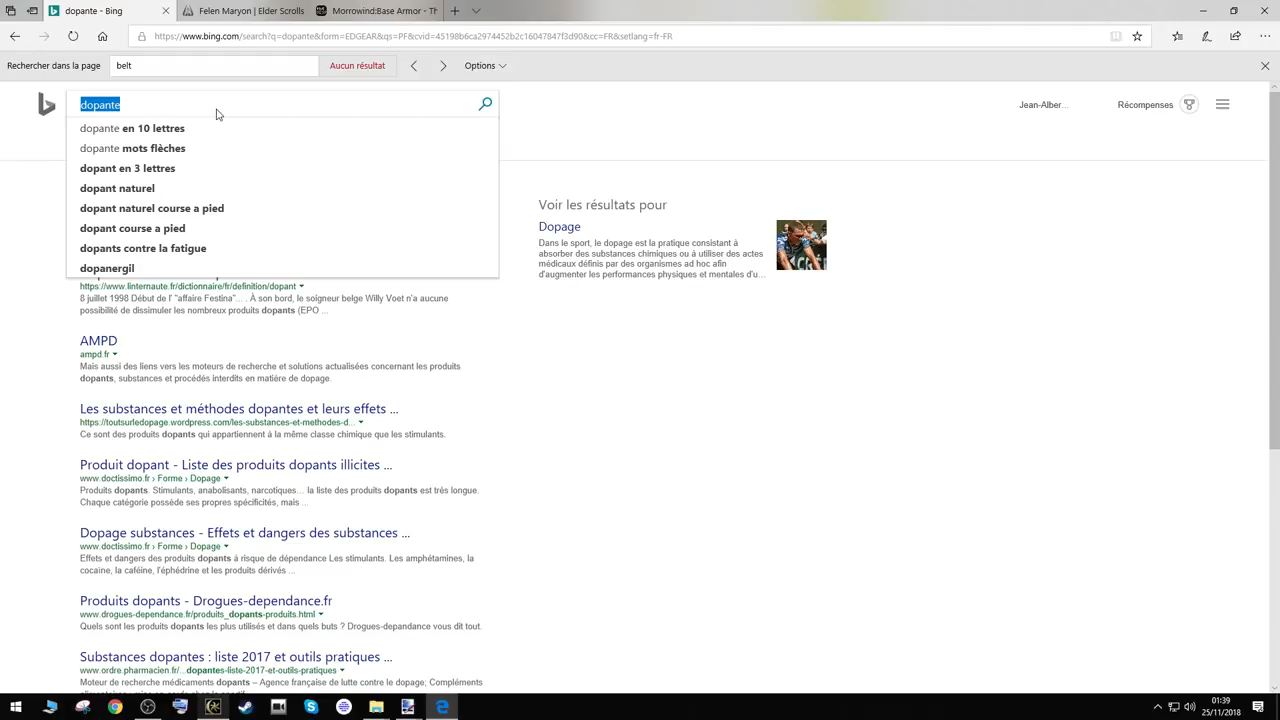 dopante - Bing
Fallen - Elder Scrolls
Morrowind:Base Types - Th
https://www.bing.com/search?q=dopante&form=EDGEAR&qs=PF&cvid=45198b6ca2974452b2c16047847f3d90&cc=FR&setlang=fr-FR
Rechercher dans la page belt Aucun résultat Options
dopante
Jean-Alber... Récompenses
dopante en 10 lettres
dopante mots flèches
dopant en 3 lettres
dopant naturel
dopant naturel course a pied
dopant course a pied
dopants contre la fatigue
dopanergil
https://www.linternaute.fr/dictionnaire/fr/definition/dopant
8 juillet 1998 Début de l' "affaire Festina"... . À son bord, le soigneur belge Willy Voet n'a aucune
possibilité de dissimuler les nombreux produits dopants (EPO ...
AMPD
ampd.fr
Mais aussi des liens vers les moteurs de recherche et solutions actualisées concernant les produits
dopants, substances et procédés interdits en matière de dopage.
Les substances et méthodes dopantes et leurs effets ...
https://toutsurledopage.wordpress.com/les-substances-et-methodes-d...
Ce sont des produits dopants qui appartiennent à la même classe chimique que les stimulants.
Produit dopant - Liste des produits dopants illicites ...
www.doctissimo.fr › Forme › Dopage
Produits dopants. Stimulants, anabolisants, narcotiques... la liste des produits dopants est très longue.
Chaque catégorie possède ses propres spécificités, mais ...
Dopage substances - Effets et dangers des substances ...
www.doctissimo.fr › Forme › Dopage
Effets et dangers des produits dopants à risque de dépendance Les stimulants. Les amphétamines, la
cocaïne, la caféine, l'éphédrine et les produits dérivés ...
Produits dopants - Drogues-dependance.fr
www.drogues-dependance.fr/produits_dopants-produits.html
Quels sont les produits dopants les plus utilisés et dans quels buts ? Drogues-depandance vous dit tout.
Substances dopantes : liste 2017 et outils pratiques ...
www.ordre.pharmacien.fr/...dopantes-liste-2017-et-outils-pratiques
Moteur de recherche médicaments dopants – Agence française de lutte contre le dopage; Compléments
Voir les résultats pour
Dopage
Dans le sport, le dopage est la pratique consistant à
absorber des substances chimiques ou à utiliser des actes
médicaux définis par des organismes ad hoc afin
d'augmenter les performances physiques et mentales d'u...
01:39
25/11/2018